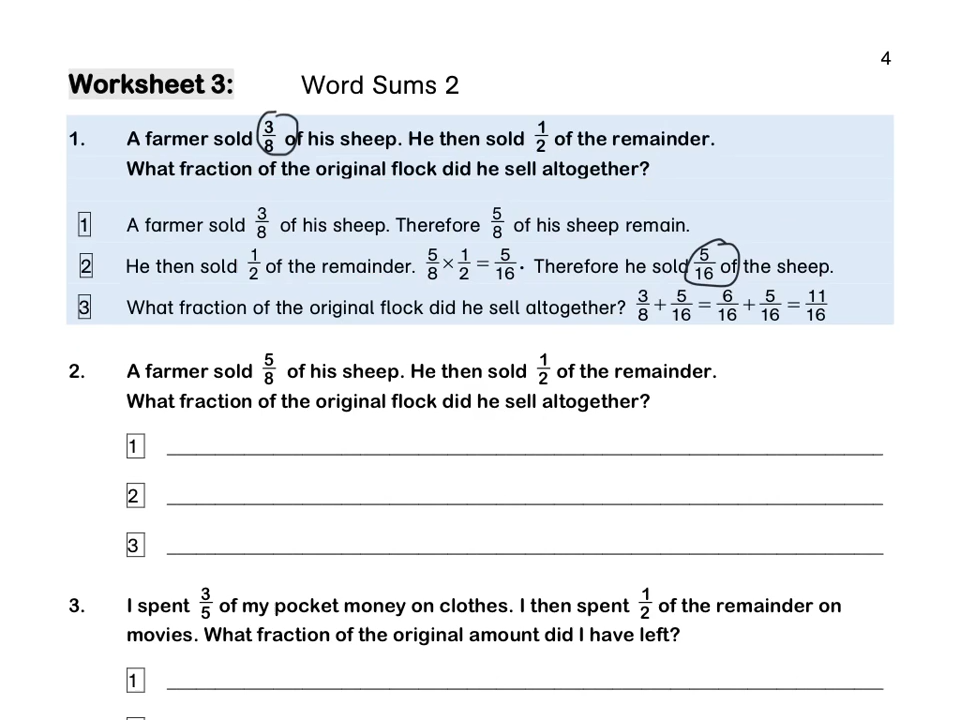 4
Worksheet 3: Word Sums 2
1. A farmer sold 3/8 of his sheep. He then sold 1/2 of the remainder.
What fraction of the original flock did he sell altogether?
1 A farmer sold 3/8 of his sheep. Therefore 5/8 of his sheep remain.
2 He then sold 1/2 of the remainder. 5/8 × 1/2 = 5/16. Therefore he sold 5/16 of the sheep.
3 What fraction of the original flock did he sell altogether? 3/8 + 5/16 = 6/16 + 5/16 = 11/16
2. A farmer sold 5/8 of his sheep. He then sold 1/2 of the remainder.
What fraction of the original flock did he sell altogether?
1
2
3
3. I spent 3/5 of my pocket money on clothes. I then spent 1/2 of the remainder on
movies. What fraction of the original amount did I have left?
1